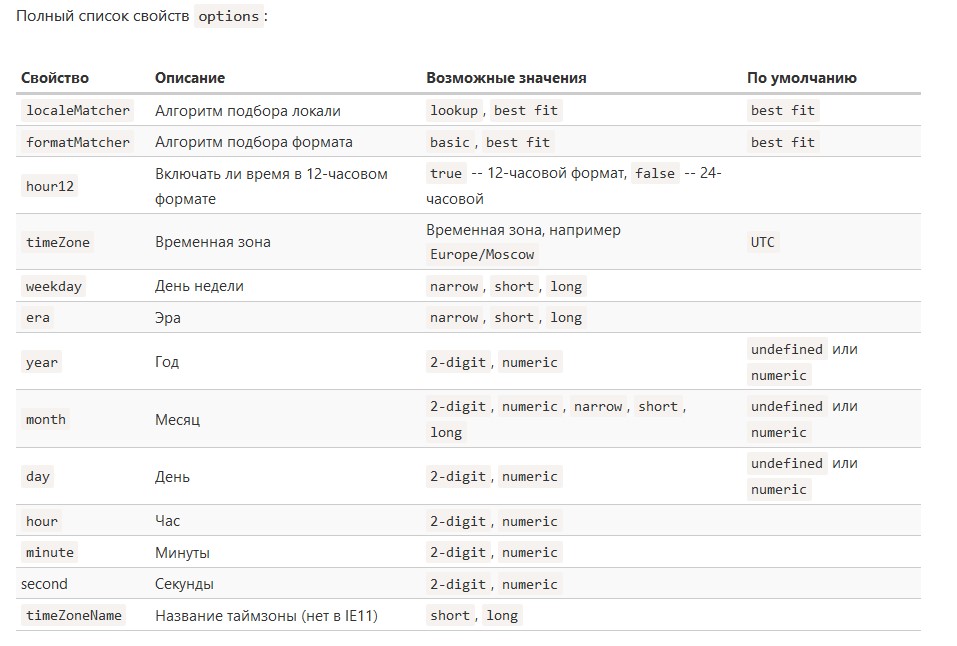 Полный список свойств options:
Свойство Описание Возможные значения По умолчанию
localeMatcher Алгоритм подбора локали lookup, best fit best fit
formatMatcher Алгоритм подбора формата basic, best fit best fit
hour12 Включать ли время в 12-часовом формате true -- 12-часовой формат, false -- 24-часовой
timeZone Временная зона Временная зона, например Europe/Moscow UTC
weekday День недели narrow, short, long
era Эра narrow, short, long
year Год 2-digit, numeric undefined или numeric
month Месяц 2-digit, numeric, narrow, short, long undefined или numeric
day День 2-digit, numeric undefined или numeric
hour Час 2-digit, numeric
minute Минуты 2-digit, numeric
second Секунды 2-digit, numeric
timeZoneName Название таймзоны (нет в IE11) short, long